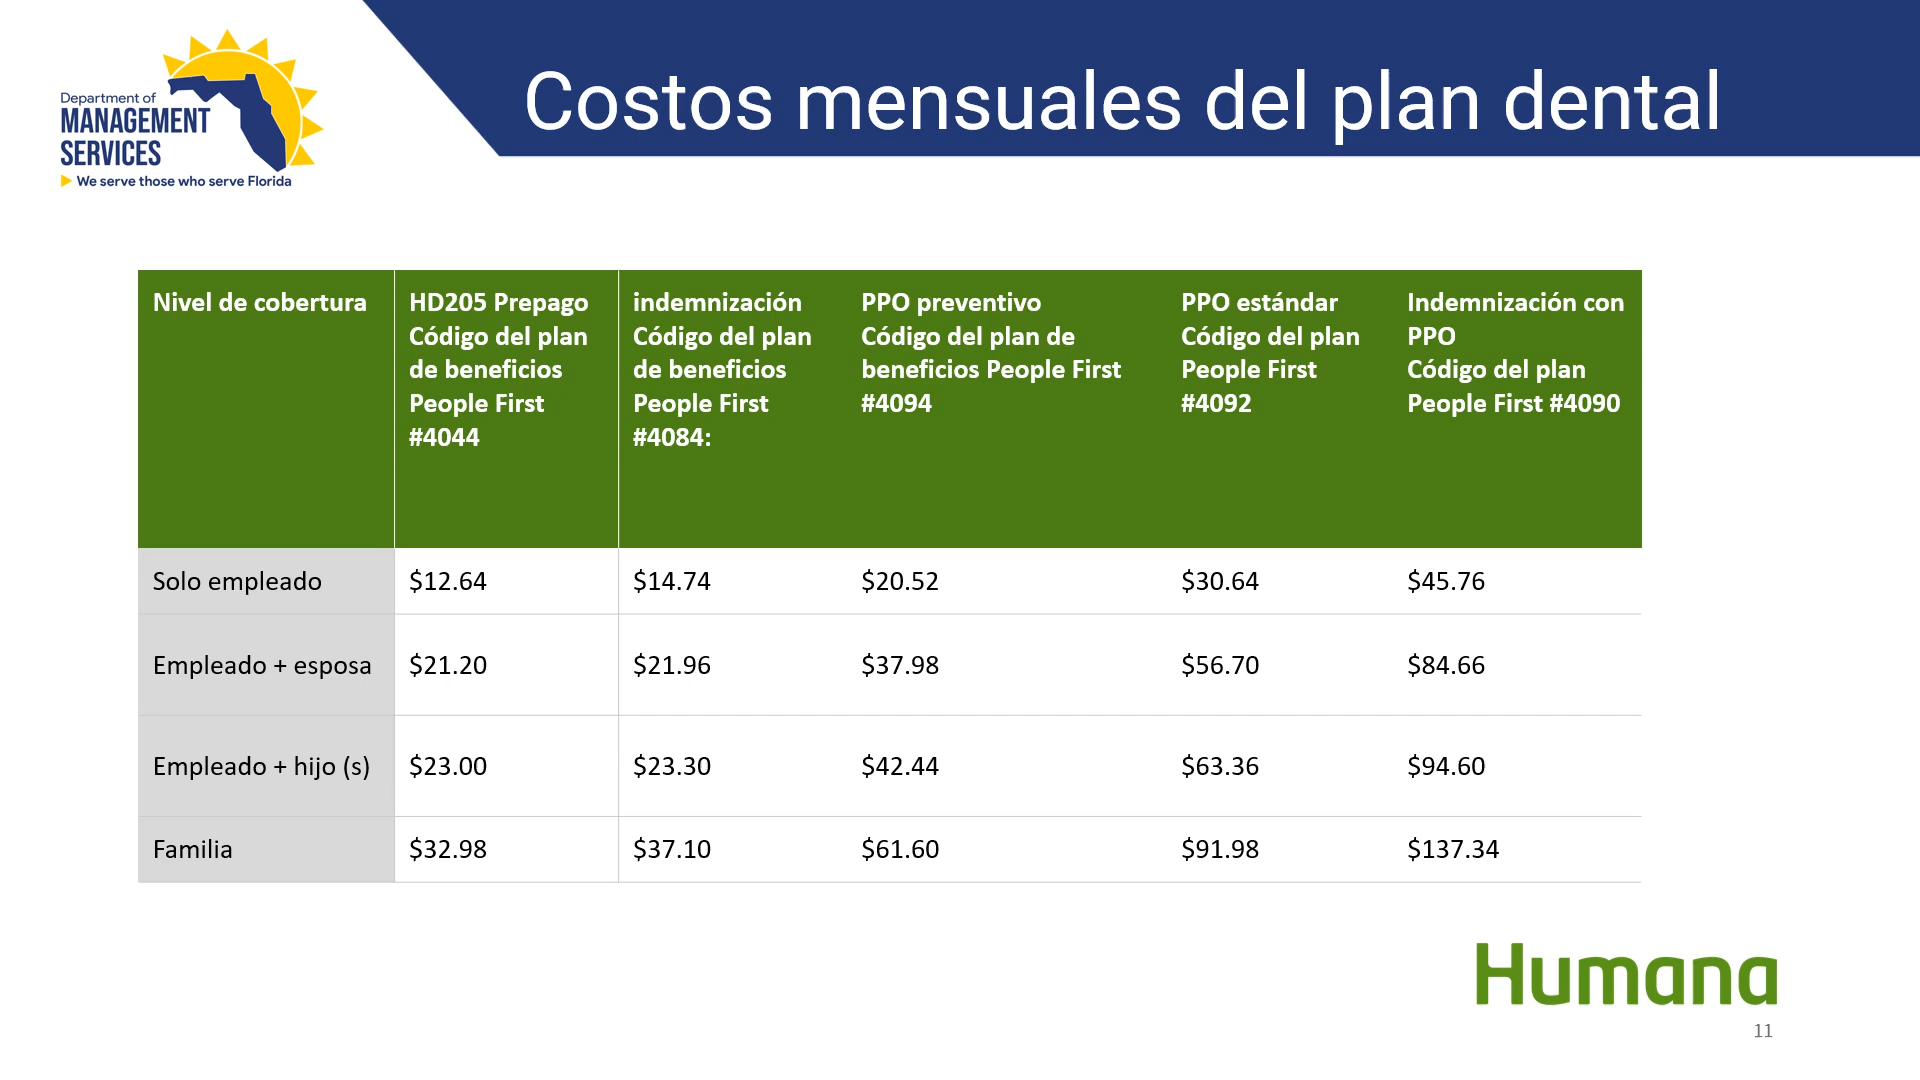 Department of
MANAGEMENT
SERVICES
We serve those who serve Florida
Costos mensuales del plan dental
Nivel de cobertura
HD205 Prepago
Código del plan
de beneficios
People First
#4044
indemnización
Código del plan
de beneficios
People First
#4084:
PPO preventivo
Código del plan de
beneficios People First
#4094
PPO estándar
Código del plan
People First
#4092
Indemnización con
PPO
Código del plan
People First #4090
Solo empleado $12.64 $14.74 $20.52 $30.64 $45.76
Empleado + esposa $21.20 $21.96 $37.98 $56.70 $84.66
Empleado + hijo (s) $23.00 $23.30 $42.44 $63.36 $94.60
Familia $32.98 $37.10 $61.60 $91.98 $137.34
Humana
11